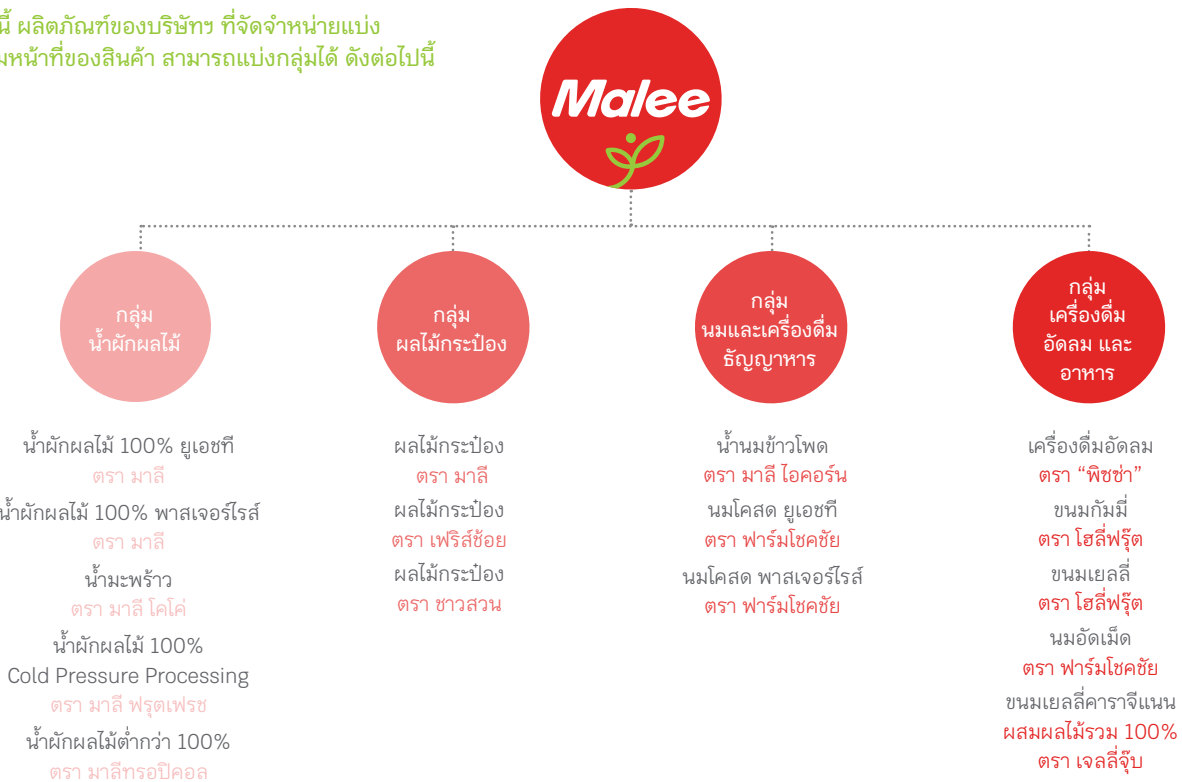 นี้ ผลิตภัณฑ์ของบริษัทฯ ที่จัดจำหน่ายแบ่ง
หน้าที่ของสินค้า สามารถแบ่งกลุ่มได้ ดังต่อไปนี้
Malee
กลุ่ม
น้ำผักผลไม้
น้ำผักผลไม้ 100% ยูเอชที
ตรา มาลี
น้ำผักผลไม้ 100% พาสเจอร์ไรส์
ตรา มาลี
น้ำมะพร้าว
ตรา มาลี โคโค่
น้ำผักผลไม้ 100%
Cold Pressure Processing
ตรา มาลี ฟรุตเฟรช
น้ำผักผลไม้ต่ำกว่า 100%
ตรา มาลีทรอปิคอล
กลุ่ม
ผลไม้กระป๋อง
ผลไม้กระป๋อง
ตรา มาลี
ผลไม้กระป๋อง
ตรา เฟริส์ช้อย
ผลไม้กระป๋อง
ตรา ชาวสวน
กลุ่ม
นมและเครื่องดื่ม
ธัญญาหาร
น้ำนมข้าวโพด
ตรา มาลี ไอคอร์น
นมโคสด ยูเอชที
ตรา ฟาร์มโชคชัย
นมโคสด พาสเจอร์ไรส์
ตรา ฟาร์มโชคชัย
กลุ่ม
เครื่องดื่ม
อัดลม และ
อาหาร
เครื่องดื่มอัดลม
ตรา “พิซซ่า”
ขนมกัมมี่
ตรา โฮลี่ฟรุ๊ต
ขนมเยลลี่
ตรา โฮลี่ฟรุ๊ต
นมอัดเม็ด
ตรา ฟาร์มโชคชัย
ขนมเยลลี่คาราจีแนน
ผสมผลไม้รวม 100%
ตรา เจลลี่จุ๊บ